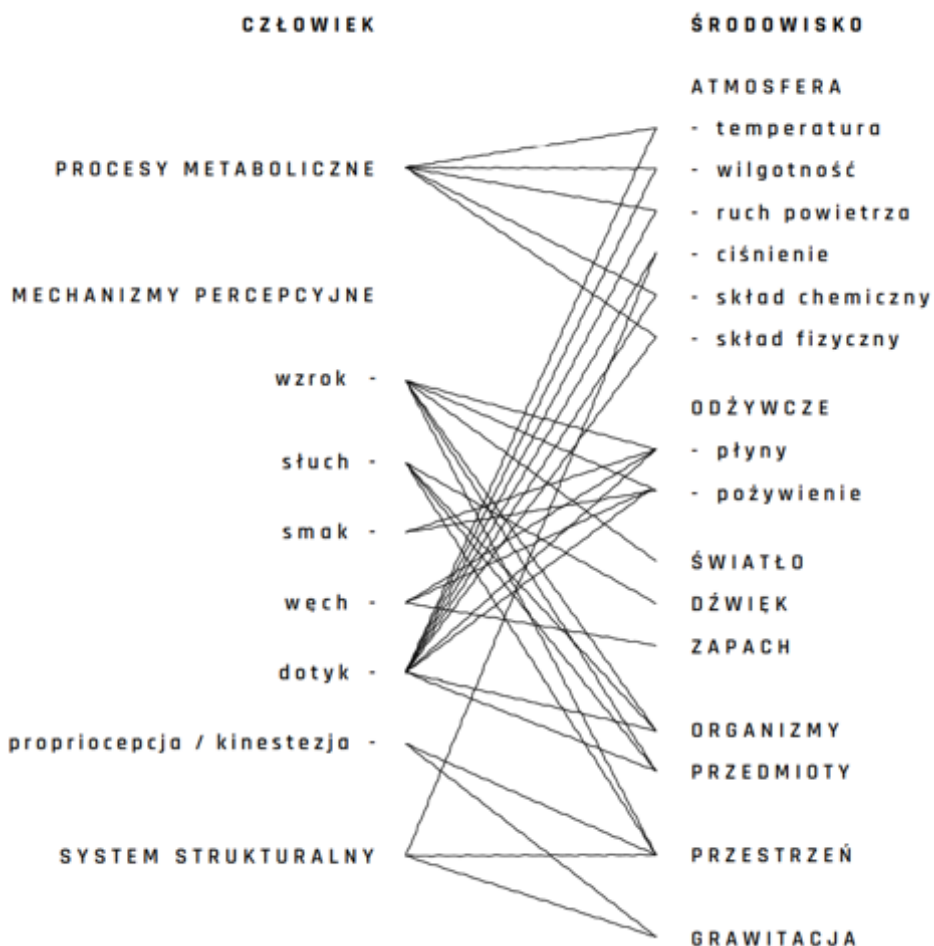 CZŁOWIEK
PROCESY METABOLICZNE
MECHANIZMY PERCEPCYJNE
wzrok -
słuch -
smak -
węch -
dotyk -
propriocepcja / kinestezja -
SYSTEM STRUKTURALNY
ŚRODOWISKO
ATMOSFERA
- temperatura
- wilgotność
- ruch powietrza
- ciśnienie
- skład chemiczny
- skład fizyczny
ODŻYWCZE
- płyny
- pożywienie
ŚWIATŁO
DŹWIĘK
ZAPACH
ORGANIZMY
PRZEDMIOTY
PRZESTRZEŃ
GRAWITACJA